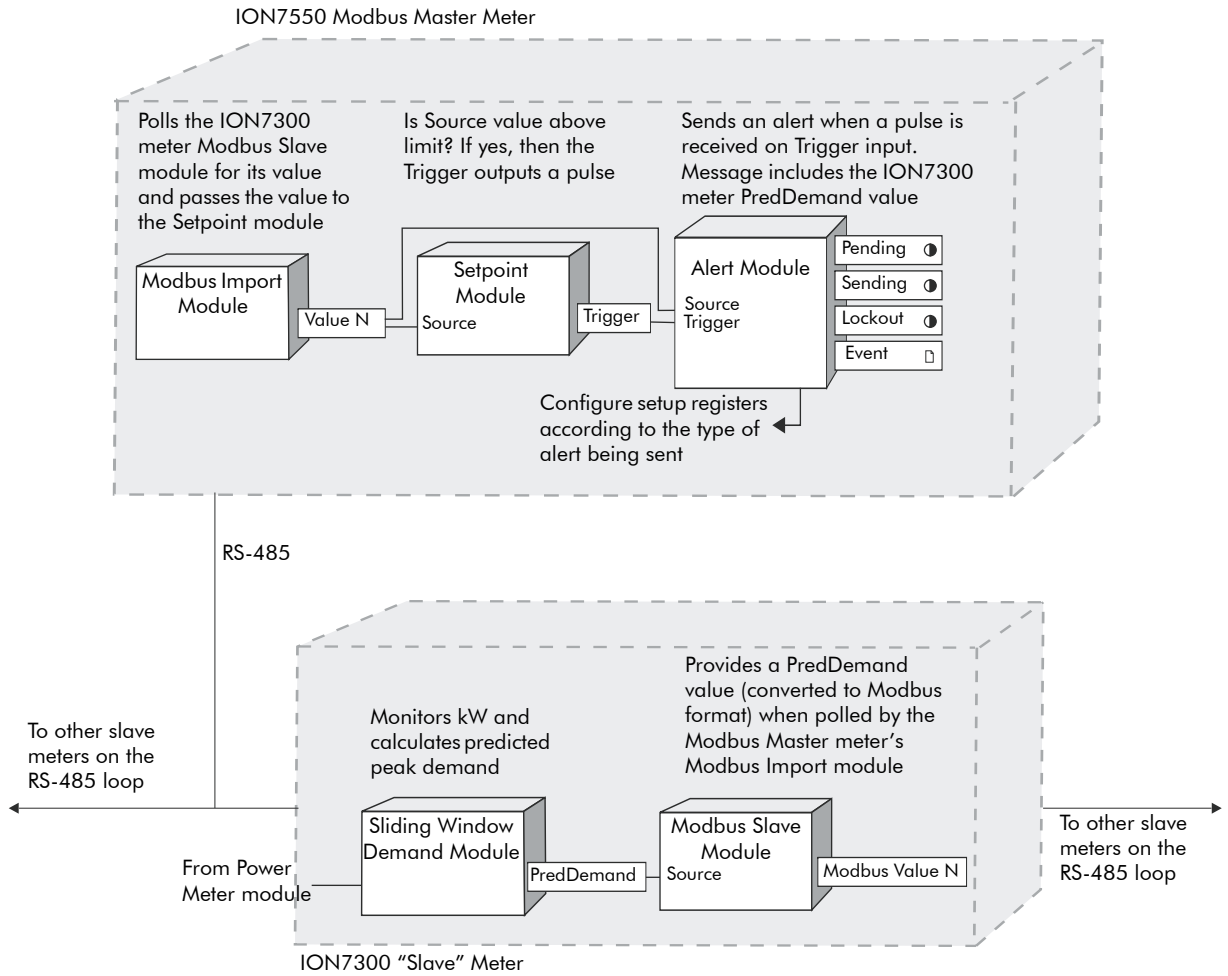 ION7550 Modbus Master Meter
Polls the ION7300
meter Modbus Slave
module for its value
and passes the value to
the Setpoint module
Is Source value above
limit? If yes, then the
Trigger outputs a pulse
Sends an alert when a pulse is
received on Trigger input.
Message includes the ION7300
meter PredDemand value
Modbus Import
Module
Value N
Setpoint
Module
Source
Trigger
Alert Module
Source
Trigger
Pending
Sending
Lockout
Event
Configure setup registers
according to the type of
alert being sent
RS-485
To other slave
meters on the
RS-485 loop
Monitors kW and
calculates predicted
peak demand
Provides a PredDemand
value (converted to Modbus
format) when polled by the
Modbus Master meter's
Modbus Import module
From Power
Meter module
Sliding Window
Demand Module
PredDemand
Modbus Slave
Module
Source
Modbus Value N
To other slave
meters on the
RS-485 loop
ION7300 “Slave” Meter